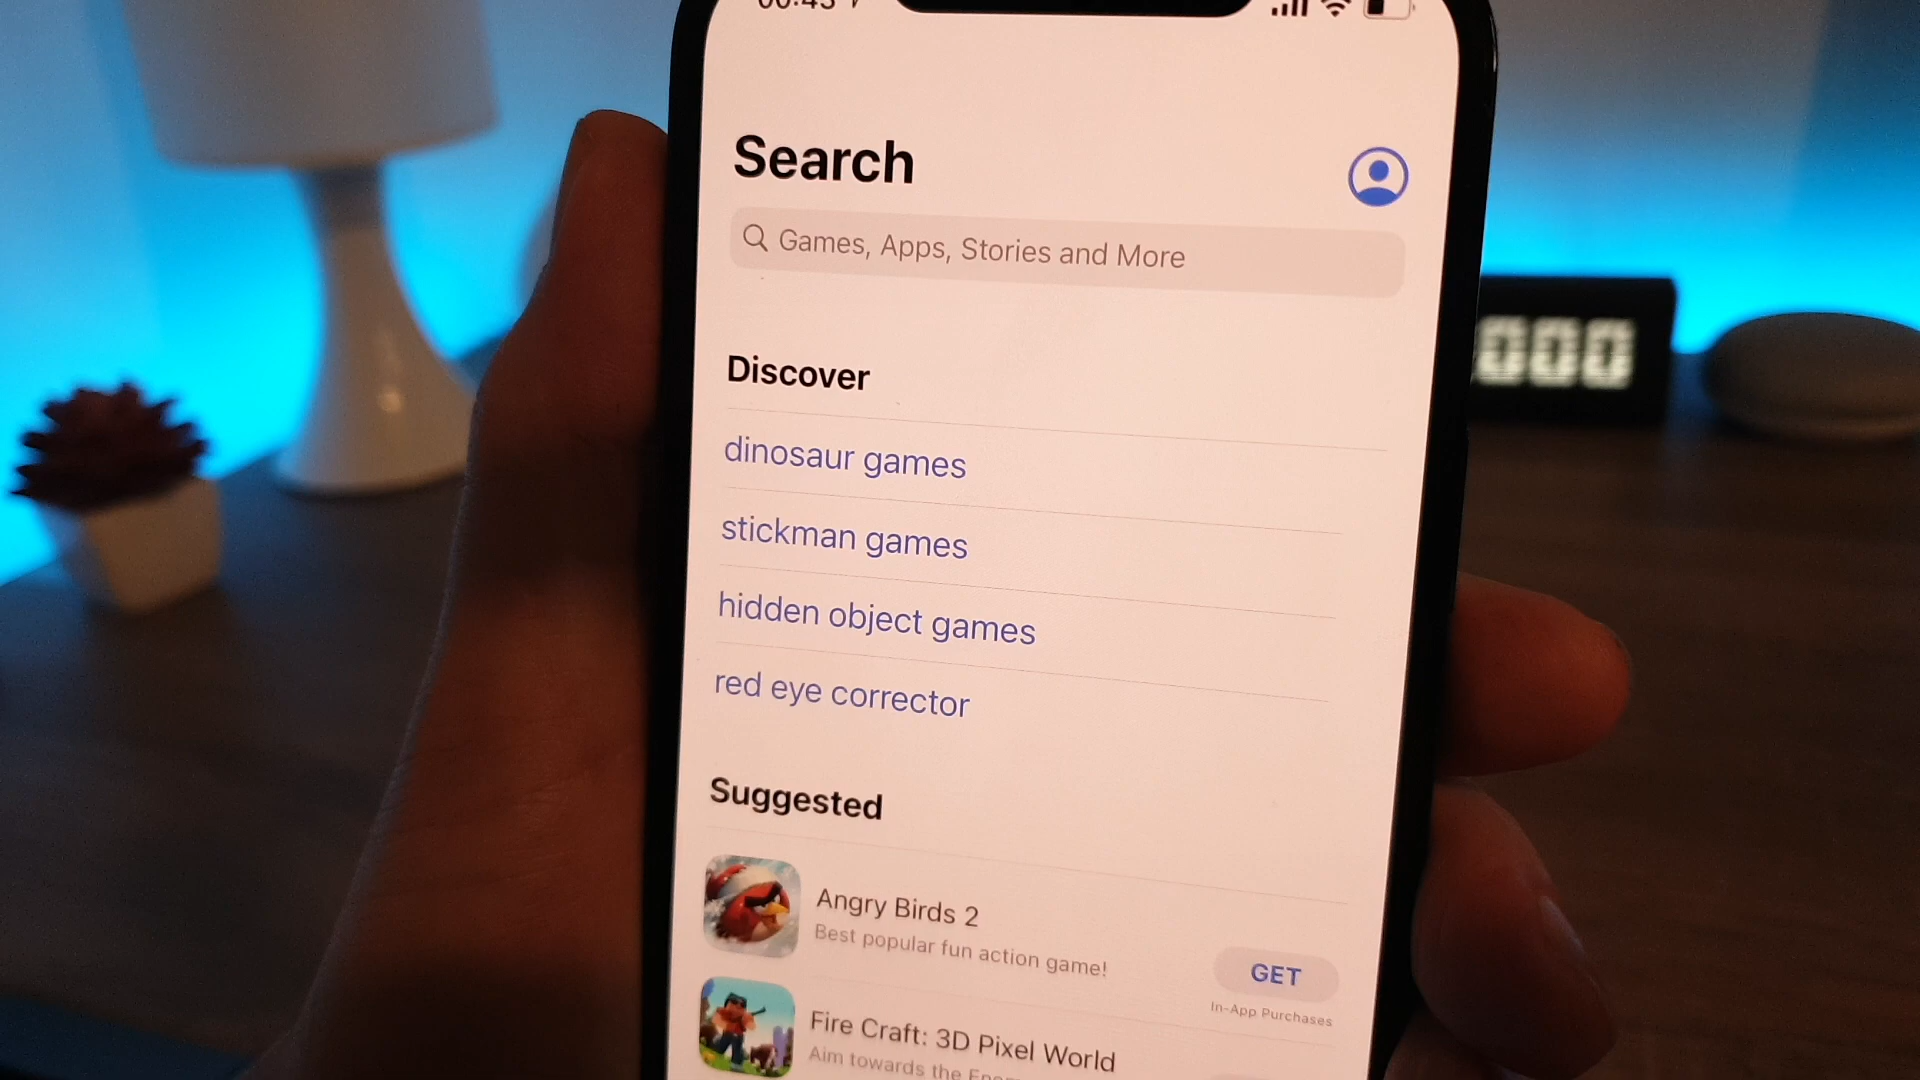 Search
Games, Apps, Stories and More
Discover
dinosaur games
stickman games
hidden object games
red eye corrector
Suggested
Angry Birds 2
Best popular fun action game!
GET
In-App Purchases
Fire Craft: 3D Pixel World
Aim towards the
000